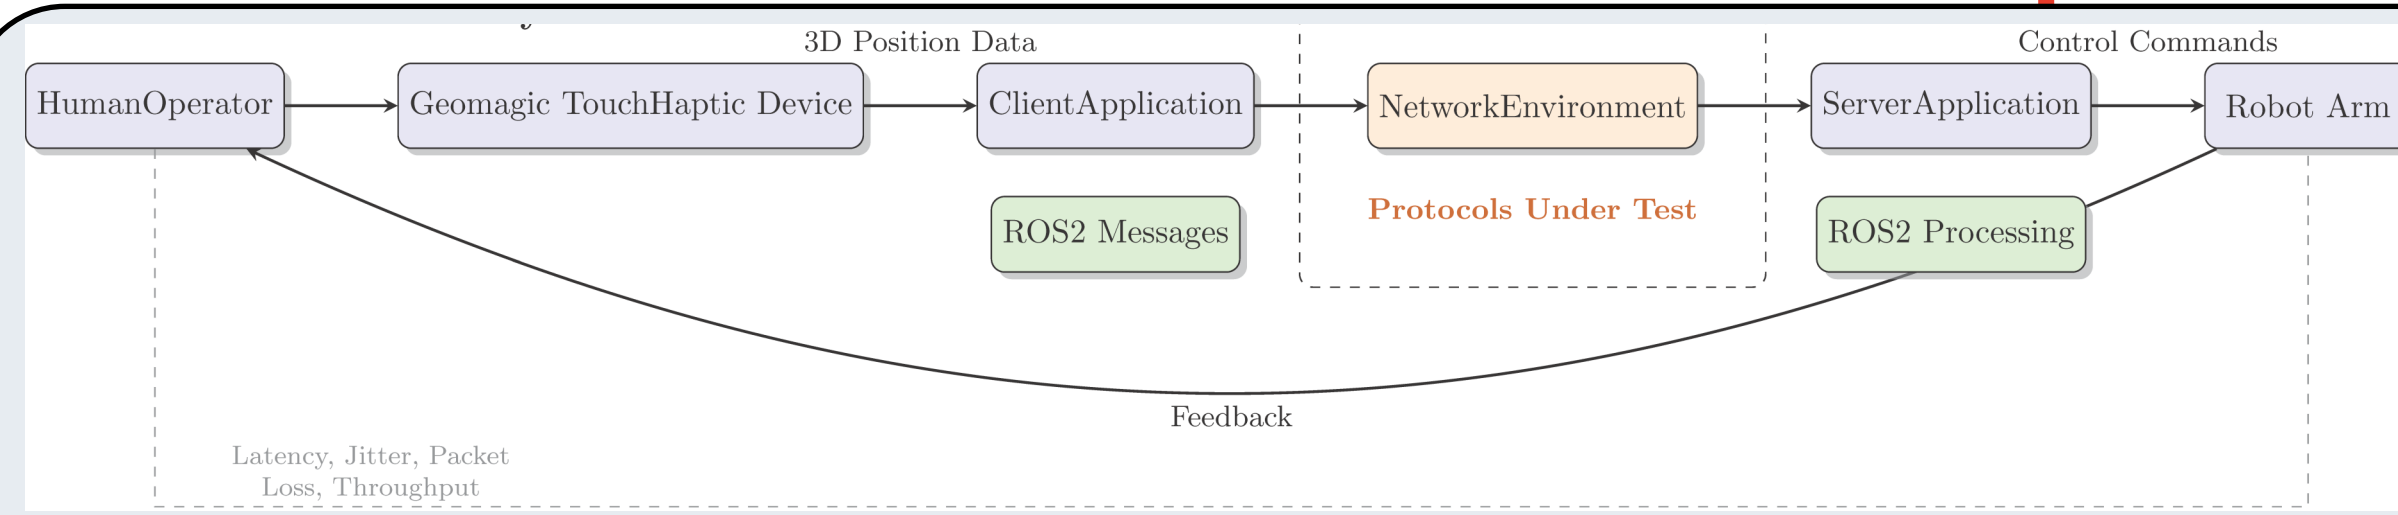 3D Position Data
Control Commands
HumanOperator
Geomagic TouchHaptic Device
ClientApplication
NetworkEnvironment
ServerApplication
Robot Arm
Protocols Under Test
ROS2 Messages
ROS2 Processing
Feedback
Latency, Jitter, Packet
Loss, Throughput